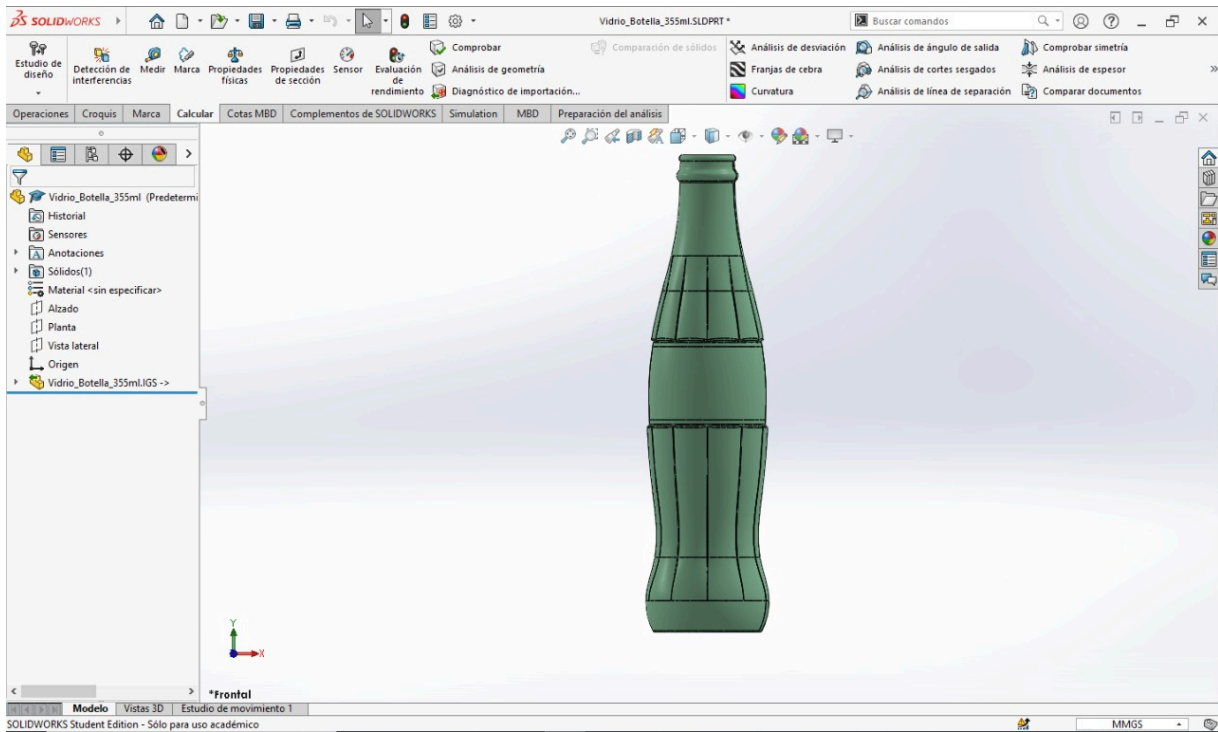 SOLIDWORKS
Vidrio_Botella_355ml.SLDPRT *
Buscar comandos
Estudio de diseño
Detección de interferencias
Medir
Marca
Propiedades físicas
Propiedades de sección
Sensor
Evaluación de rendimiento
Comprobar
Análisis de geometría
Diagnóstico de importación...
Comparación de sólidos
Análisis de desviación
Franjas de cebra
Curvatura
Análisis de ángulo de salida
Análisis de cortes sesgados
Análisis de línea de separación
Comprobar simetría
Análisis de espesor
Comparar documentos
Operaciones Croquis Marca Calcular Cotas MBD Complementos de SOLIDWORKS Simulation MBD Preparación del análisis
Vidrio_Botella_355ml (Predetermi
Historial
Sensores
Anotaciones
Sólidos(1)
Material <sin especificar>
Alzado
Planta
Vista lateral
Origen
Vidrio_Botella_355ml.IGS ->
Y
X
*Frontal
Modelo Vistas 3D Estudio de movimiento 1
SOLIDWORKS Student Edition - Sólo para uso académico
MMGS